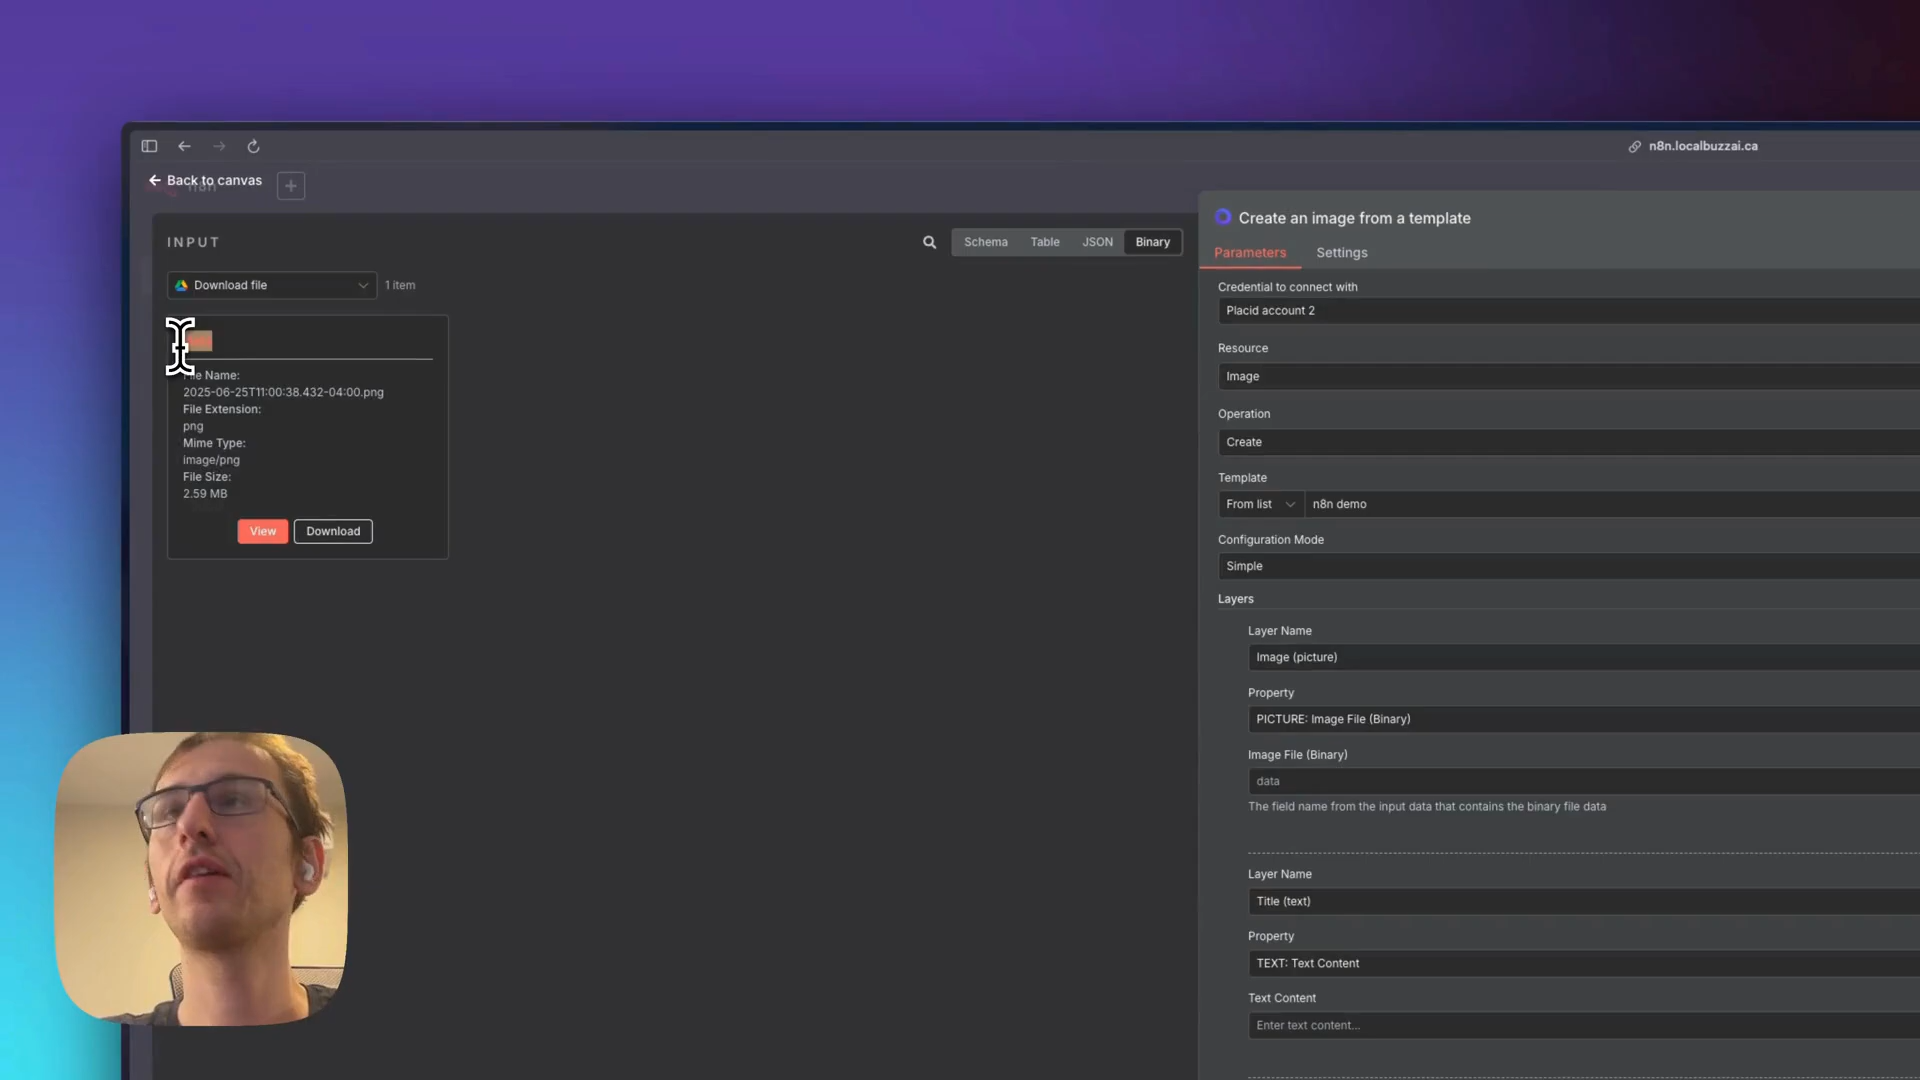 n8n.localbuzzai.ca
Back to canvas
INPUT
Schema
Table
JSON
Binary
Download file
1 item
File Name:
2025-06-25T11:00:38.432-04:00.png
File Extension:
png
Mime Type:
image/png
File Size:
2.59 MB
View
Download
Create an image from a template
Parameters
Settings
Credential to connect with
Placid account 2
Resource
Image
Operation
Create
Template
From list
n8n demo
Configuration Mode
Simple
Layers
Layer Name
Image (picture)
Property
PICTURE: Image File (Binary)
Image File (Binary)
data
The field name from the input data that contains the binary file data
Layer Name
Title (text)
Property
TEXT: Text Content
Text Content
Enter text content...